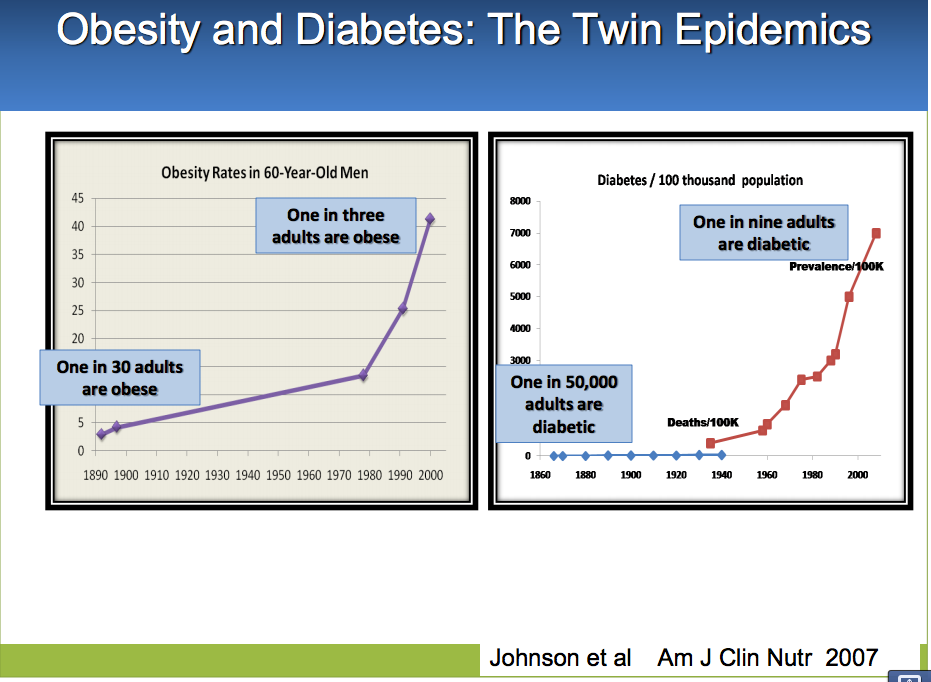 Obesity and Diabetes: The Twin Epidemics
Obesity Rates in 60-Year-Old Men
45
40
35
30
25
20
5
0
One in three
adults are obese
One in 30 adults
are obese
1890 1900 1910 1920 1930 1940 1950 1960 1970 1980 1990 2000
Diabetes / 100 thousand population
8000
7000
6000
5000
4000
3000
0
One in nine adults
are diabetic
Prevalence/100K
One in 50,000
adults are
diabetic
Deaths/100K
1860 1880 1900 1920 1940 1960 1980 2000
Johnson et al Am J Clin Nutr 2007